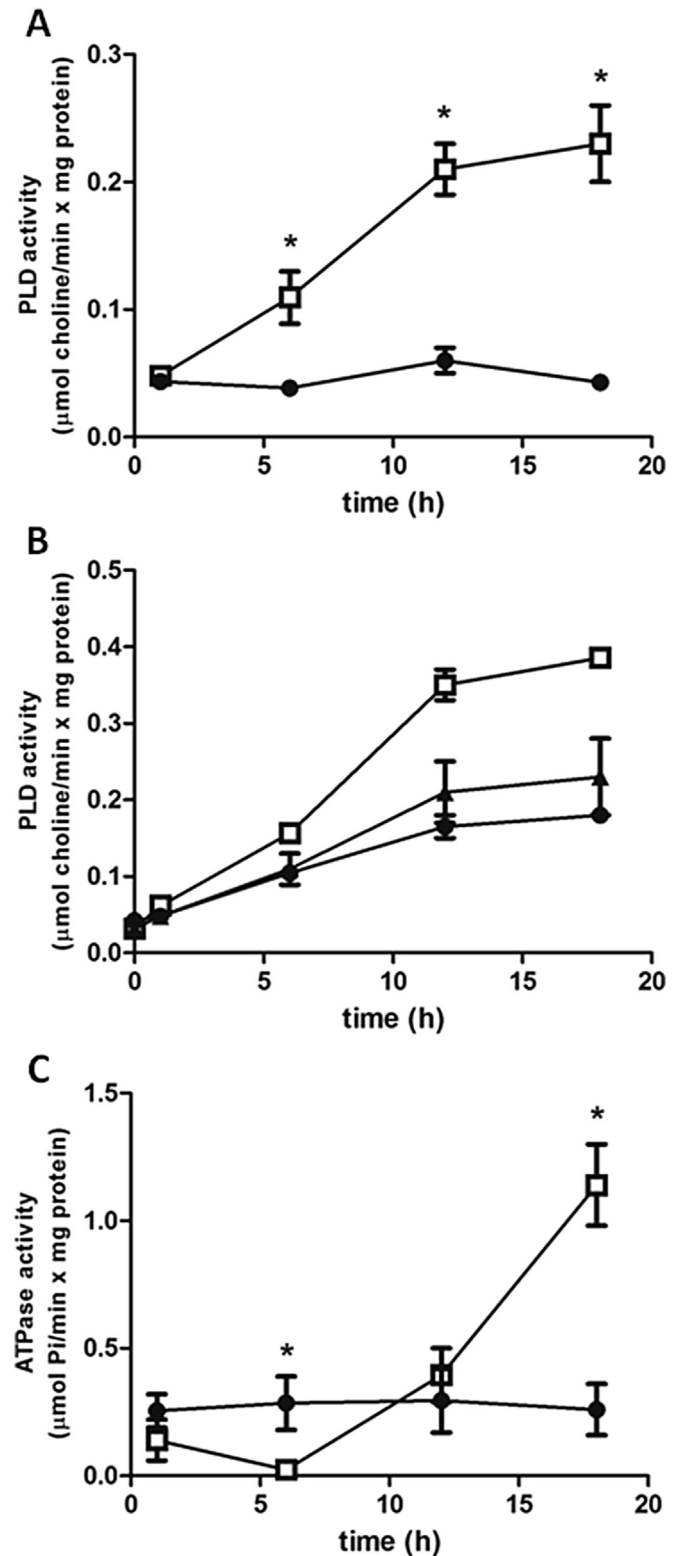 A
PLD activity
(μmol choline/min x mg protein)
0.3
0.2
0.1
0.0
*
*
*
0
5
10
15
20
time (h)
B
PLD activity
(μmol choline/min x mg protein)
0.5
0.4
0.3
0.2
0.1
0.0
0
5
10
15
20
time (h)
C
ATPase activity
(μmol Pi/min x mg protein)
1.5
1.0
0.5
0.0
*
*
0
5
10
15
20
time (h)